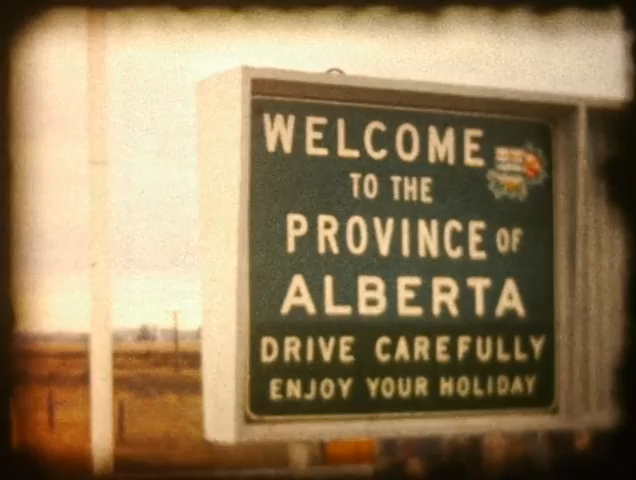 WELCOME
TO THE
PROVINCE OF
ALBERTA
DRIVE CAREFULLY
ENJOY YOUR HOLIDAY